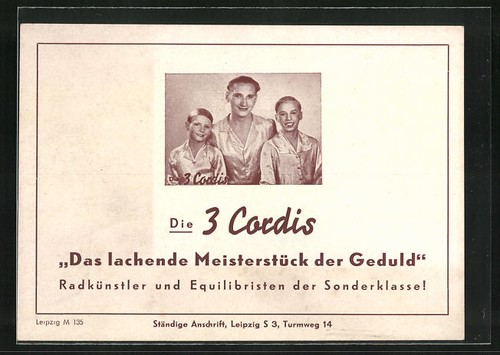 3 Cordis
Die 3 Cordis
„Das lachende Meisterstück der Geduld“
Radkünstler und Equilibristen der Sonderklasse!
Leipzig M 135
Ständige Anschrift, Leipzig S 3, Turmweg 14